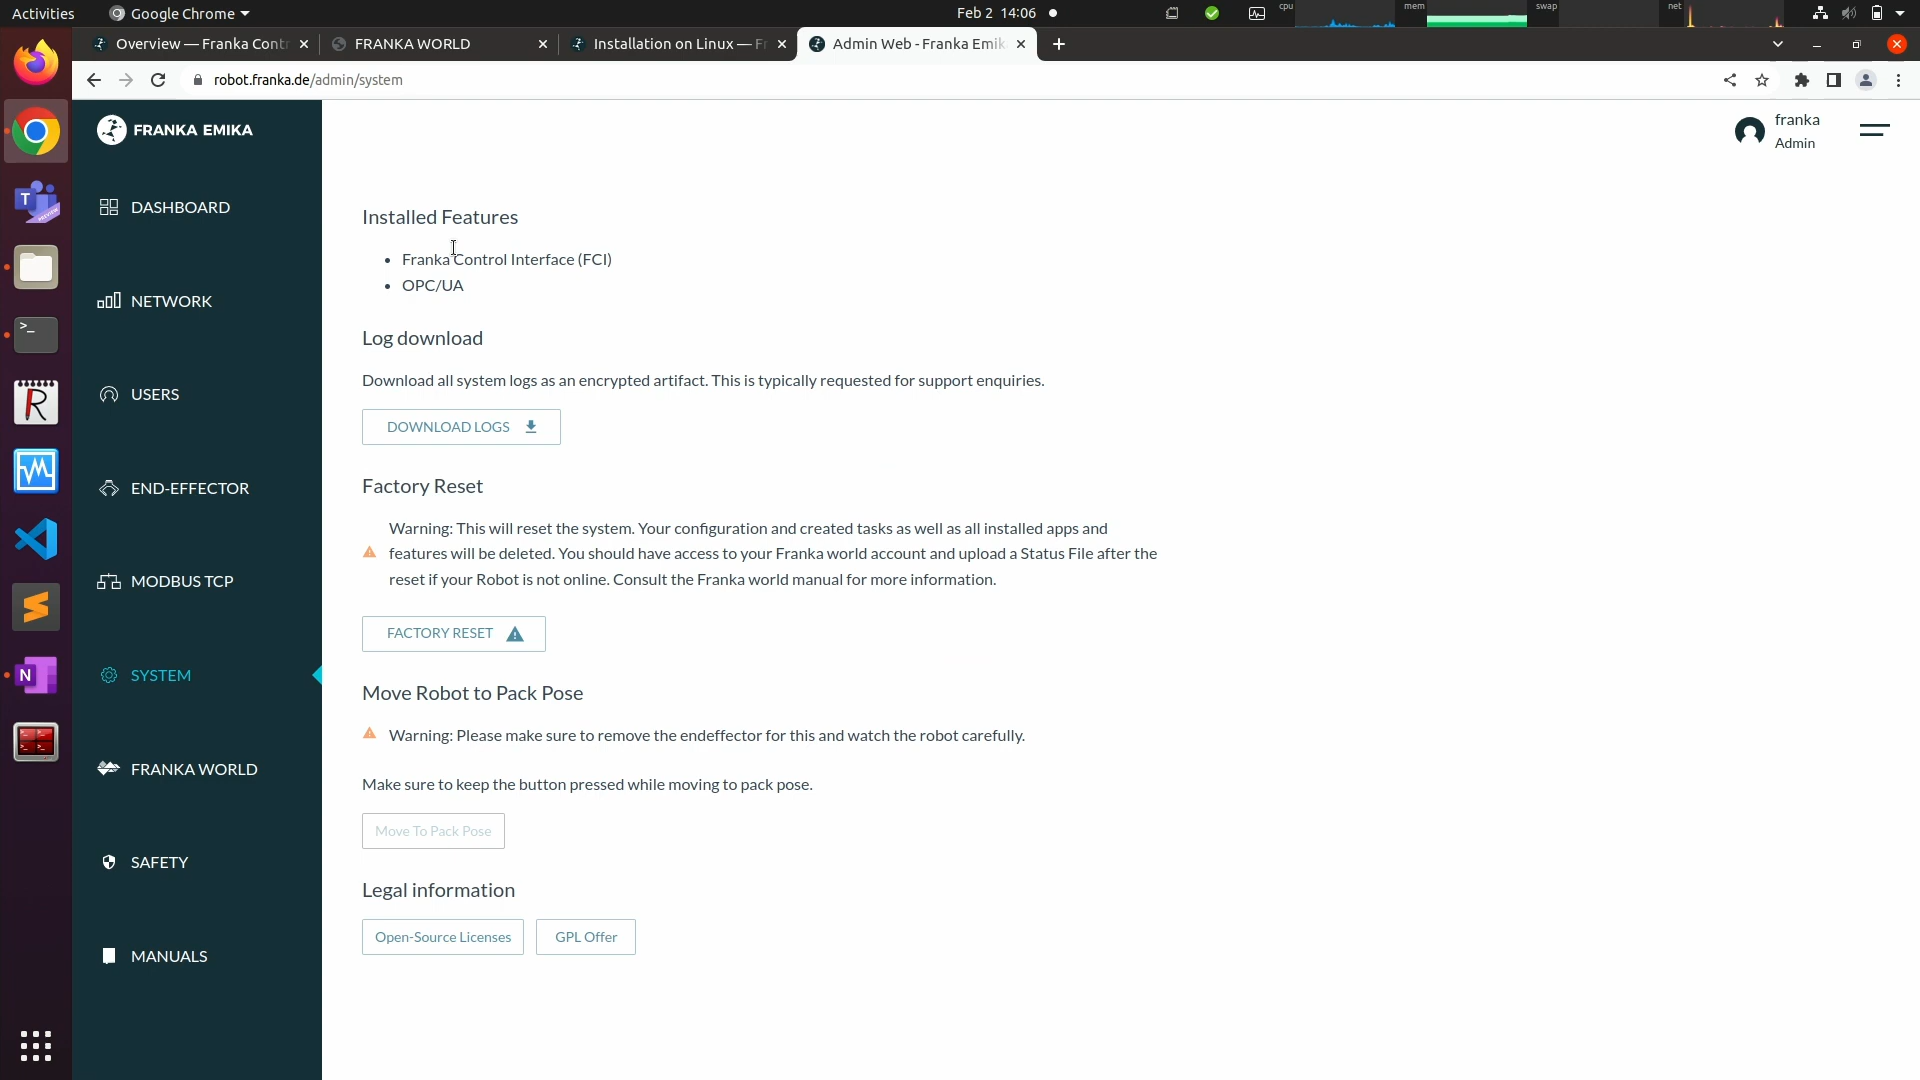 Activities
Google Chrome
Feb 2 14:06
cpu
mem
swap
net
Overview — Franka Contr
FRANKA WORLD
Installation on Linux — Fr
Admin Web - Franka Emik
robot.franka.de/admin/system
FRANKA EMIKA
franka
Admin
DASHBOARD
NETWORK
USERS
END-EFFECTOR
MODBUS TCP
SYSTEM
FRANKA WORLD
SAFETY
MANUALS
Installed Features
• Franka Control Interface (FCI)
• OPC/UA
Log download
Download all system logs as an encrypted artifact. This is typically requested for support enquiries.
DOWNLOAD LOGS
Factory Reset
Warning: This will reset the system. Your configuration and created tasks as well as all installed apps and
features will be deleted. You should have access to your Franka world account and upload a Status File after the
reset if your Robot is not online. Consult the Franka world manual for more information.
FACTORY RESET
Move Robot to Pack Pose
Warning: Please make sure to remove the endeffector for this and watch the robot carefully.
Make sure to keep the button pressed while moving to pack pose.
Move To Pack Pose
Legal information
Open-Source Licenses
GPL Offer